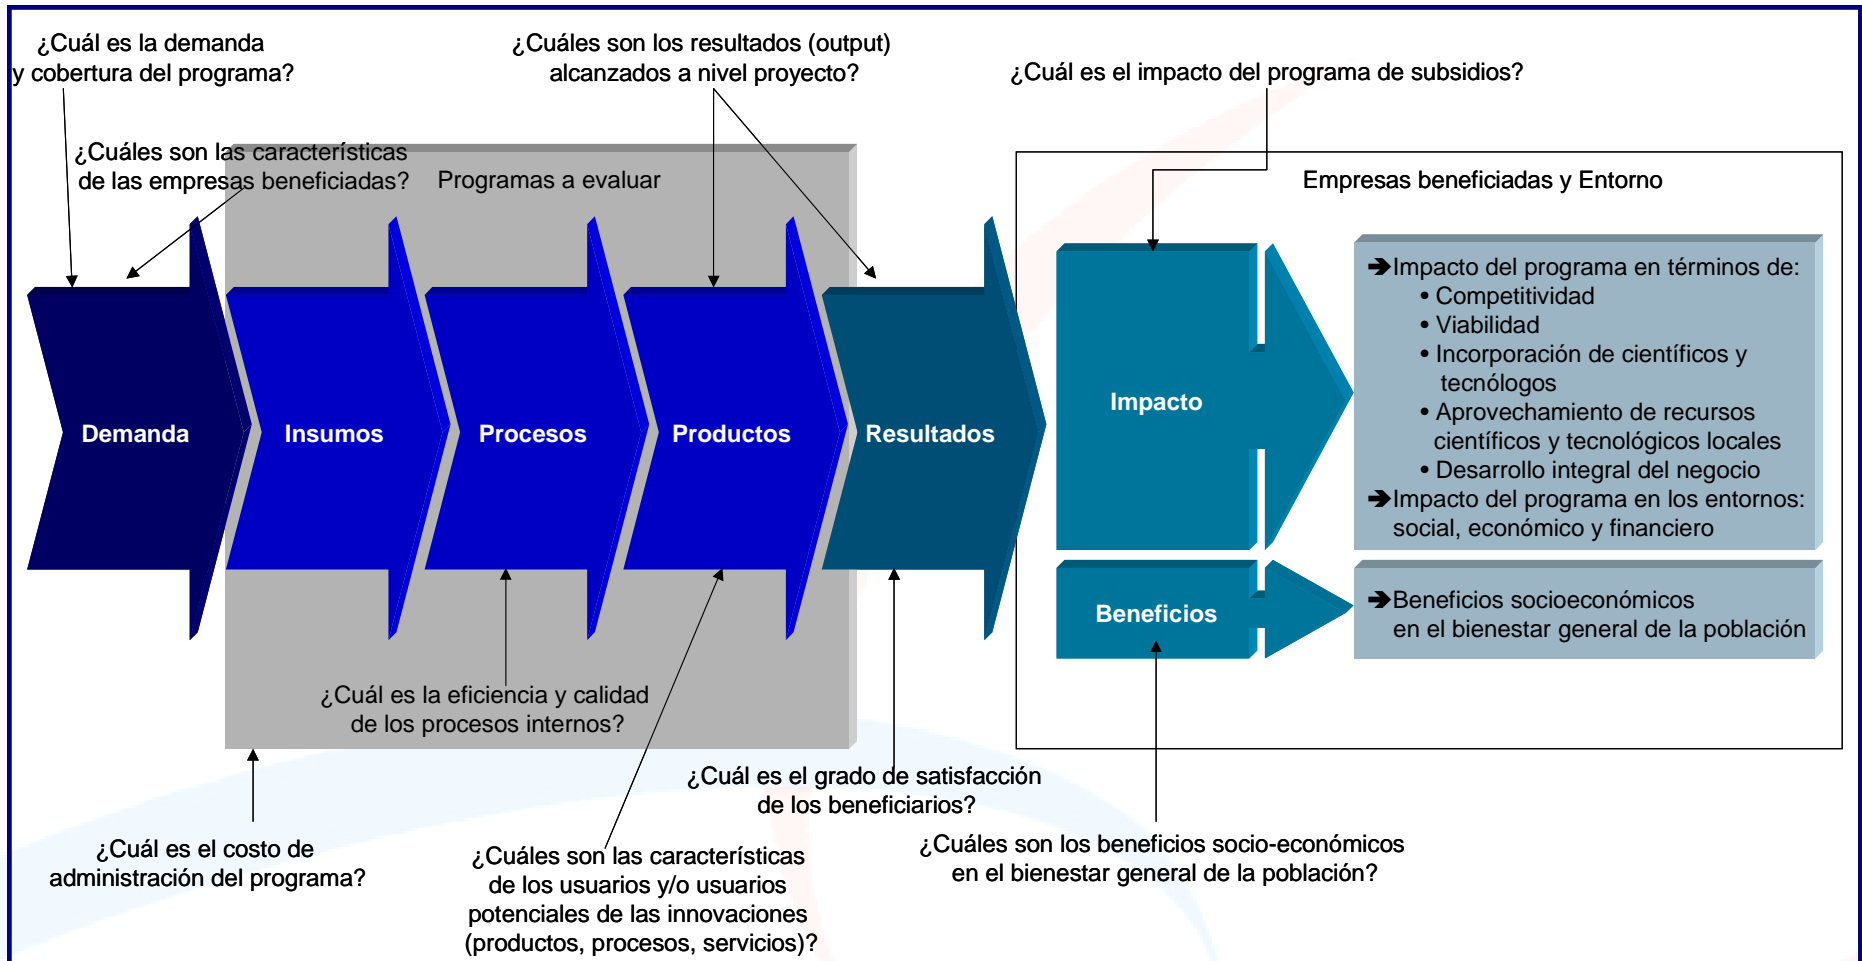 ¿Cuál es la demanda
y cobertura del programa?
¿Cuáles son los resultados (output)
alcanzados a nivel proyecto?
¿Cuál es el impacto del programa de subsidios?
¿Cuáles son las características
de las empresas beneficiadas?
Programas a evaluar
Empresas beneficiadas y Entorno
Demanda
Insumos
Procesos
Productos
Resultados
Impacto
➔Impacto del programa en términos de:
• Competitividad
• Viabilidad
• Incorporación de científicos y
tecnólogos
• Aprovechamiento de recursos
científicos y tecnológicos locales
• Desarrollo integral del negocio
➔Impacto del programa en los entornos:
social, económico y financiero
Beneficios
➔Beneficios socioeconómicos
en el bienestar general de la población
¿Cuál es la eficiencia y calidad
de los procesos internos?
¿Cuál es el grado de satisfacción
de los beneficiarios?
¿Cuál es el costo de
administración del programa?
¿Cuáles son las características
de los usuarios y/o usuarios
potenciales de las innovaciones
(productos, procesos, servicios)?
¿Cuáles son los beneficios socio-económicos
en el bienestar general de la población?